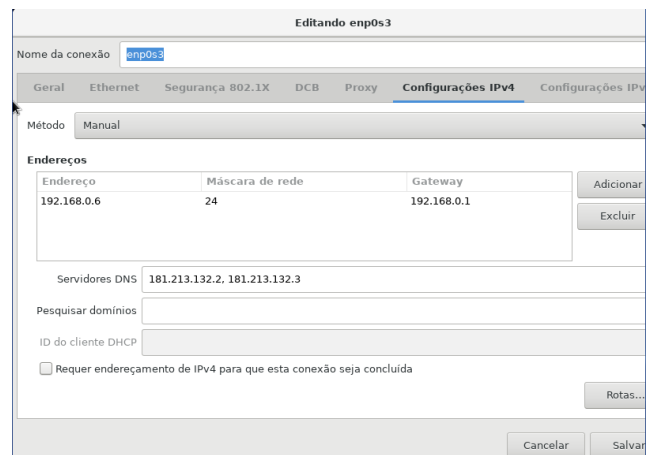 Editando enp0s3
Nome da conexão enp0s3
Geral Ethernet Segurança 802.1X DCB Proxy Configurações IPv4 Configurações IPv
Método Manual
Endereços
Endereço Máscara de rede Gateway
192.168.0.6 24 192.168.0.1
Adicionar
Excluir
Servidores DNS 181.213.132.2, 181.213.132.3
Pesquisar domínios
ID do cliente DHCP
Requer endereçamento de IPv4 para que esta conexão seja concluída
Rotas...
Cancelar Salvar